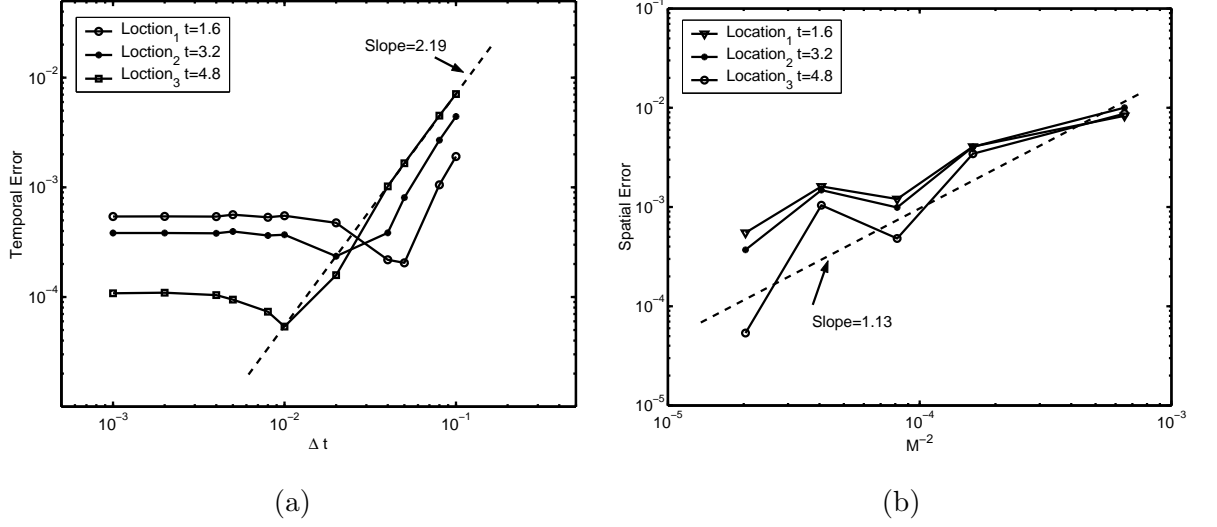 Loction₁ t=1.6
Loction₂ t=3.2
Loction₃ t=4.8
Slope=2.19
Temporal Error
10⁻²
10⁻³
10⁻⁴
10⁻³
10⁻²
10⁻¹
Δ t
(a)
Location₁ t=1.6
Location₂ t=3.2
Location₃ t=4.8
Slope=1.13
Spatial Error
10⁻¹
10⁻²
10⁻³
10⁻⁴
10⁻⁵
10⁻⁵
10⁻⁴
10⁻³
M⁻²
(b)